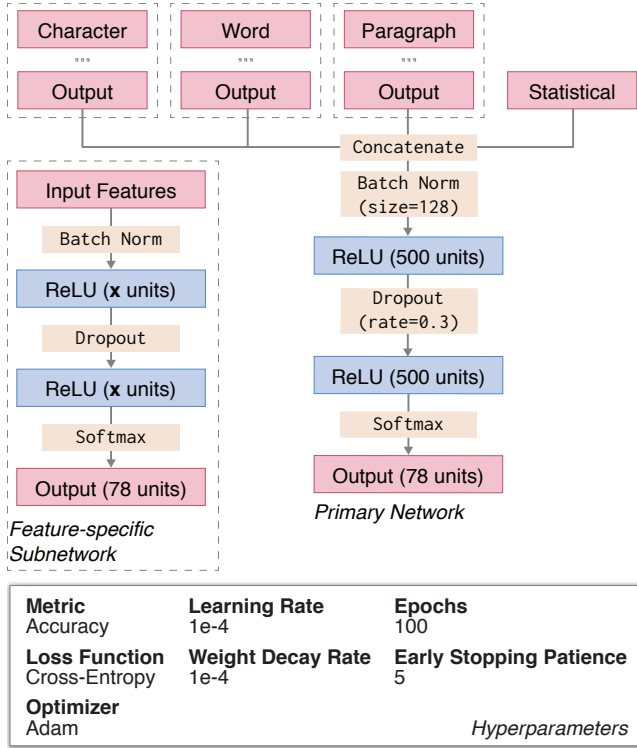 Character
Word
Paragraph
...
...
...
Output
Output
Output
Statistical
Concatenate
Input Features
Batch Norm
ReLU (x units)
Dropout
ReLU (x units)
Softmax
Output (78 units)
Feature-specific
Subnetwork
Batch Norm
(size=128)
ReLU (500 units)
Dropout
(rate=0.3)
ReLU (500 units)
Softmax
Output (78 units)
Primary Network
Metric
Accuracy
Learning Rate
1e-4
Epochs
100
Loss Function
Cross-Entropy
Weight Decay Rate
1e-4
Early Stopping Patience
5
Optimizer
Adam
Hyperparameters